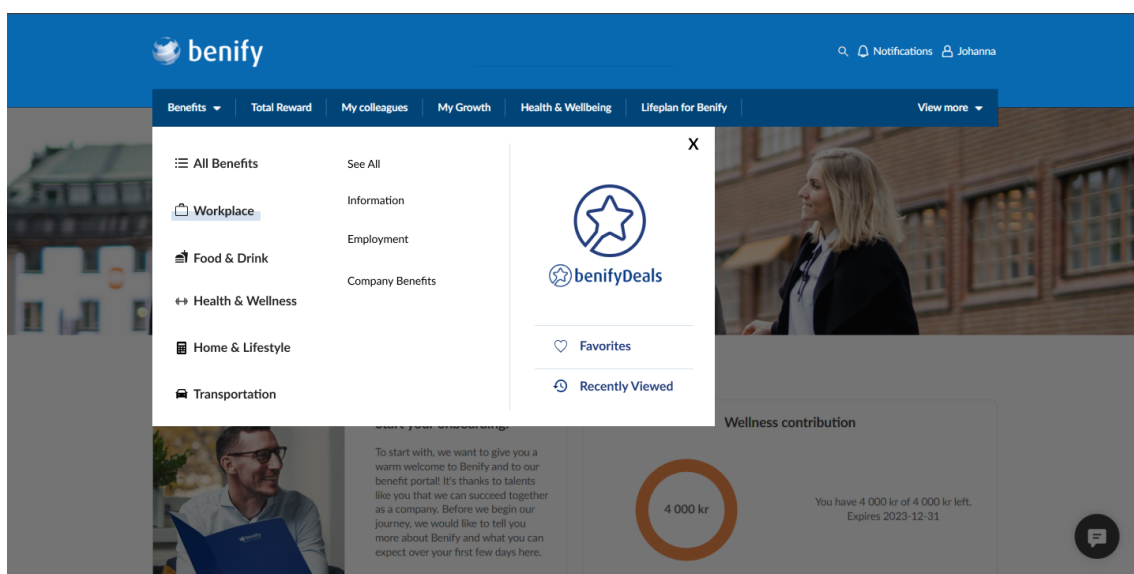 benify
Notifications
Johanna
Benefits
Total Reward
My colleagues
My Growth
Health & Wellbeing
Lifeplan for Benify
View more
X
All Benefits
Workplace
Food & Drink
Health & Wellness
Home & Lifestyle
Transportation
See All
Information
Employment
Company Benefits
benifyDeals
Favorites
Recently Viewed
Start your onboarding!
To start with, we want to give you a
warm welcome to Benify and to our
benefit portal! It's thanks to talents
like you that we can succeed together
as a company. Before we begin our
journey, we would like to tell you
more about Benify and what you can
expect over your first few days here.
Wellness contribution
4 000 kr
You have 4 000 kr of 4 000 kr left.
Expires 2023-12-31